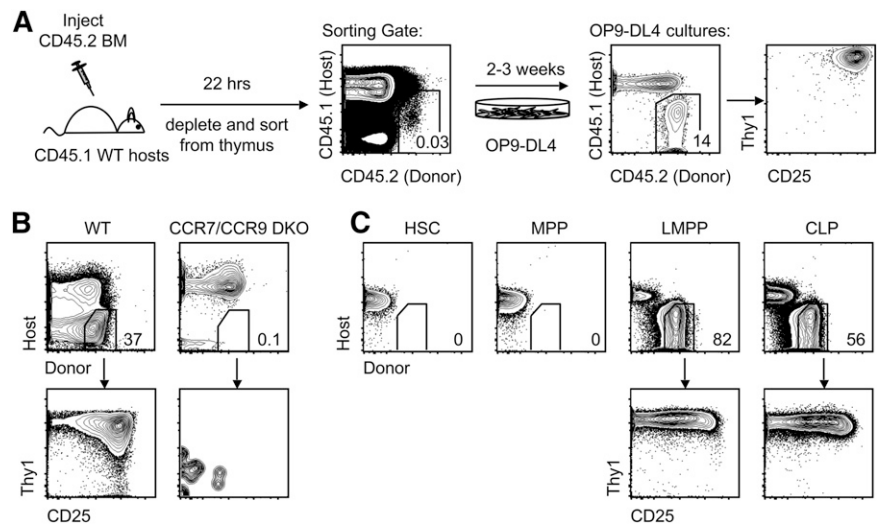 A
Inject
CD45.2 BM
CD45.1 WT hosts
22 hrs
deplete and sort
from thymus
Sorting Gate:
CD45.1 (Host)
0.03
CD45.2 (Donor)
2-3 weeks
OP9-DL4
OP9-DL4 cultures:
CD45.1 (Host)
14
CD45.2 (Donor)
Thy1
CD25
B
WT
CCR7/CCR9 DKO
Host
37
0.1
Donor
Thy1
CD25
C
HSC
MPP
LMPP
CLP
Host
0
0
82
56
Donor
Thy1
CD25